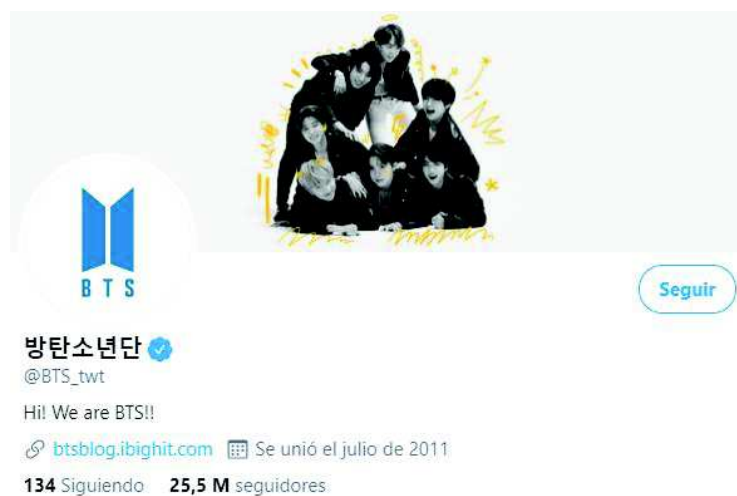 BTS
Seguir
방탄소년단
@BTS_twt
Hi! We are BTS!!
btsblog.ibighit.com Se unió el julio de 2011
134 Siguiendo 25,5 M seguidores